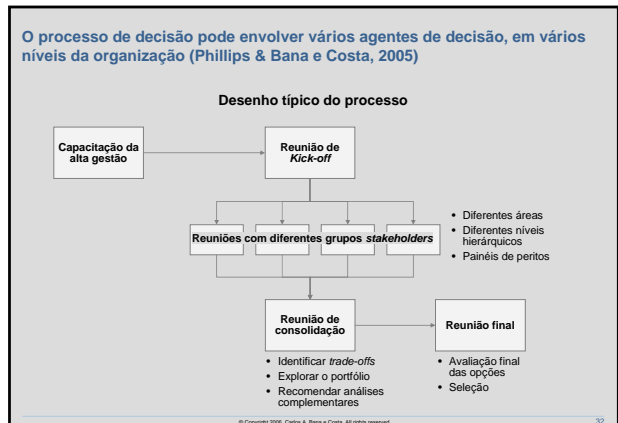 O processo de decisão pode envolver vários agentes de decisão, em vários
níveis da organização (Phillips & Bana e Costa, 2005)
Desenho típico do processo
Capacitação da
alta gestão
Reunião de
Kick-off
Reuniões com diferentes grupos stakeholders
• Diferentes áreas
• Diferentes níveis
hierárquicos
• Painéis de peritos
Reunião de
consolidação
Reunião final
• Identificar trade-offs
• Explorar o portfólio
• Recomendar análises
complementares
• Avaliação final
das opções
• Seleção
© Copyright 2006, Carlos A. Bana e Costa. All rights reserved.
32